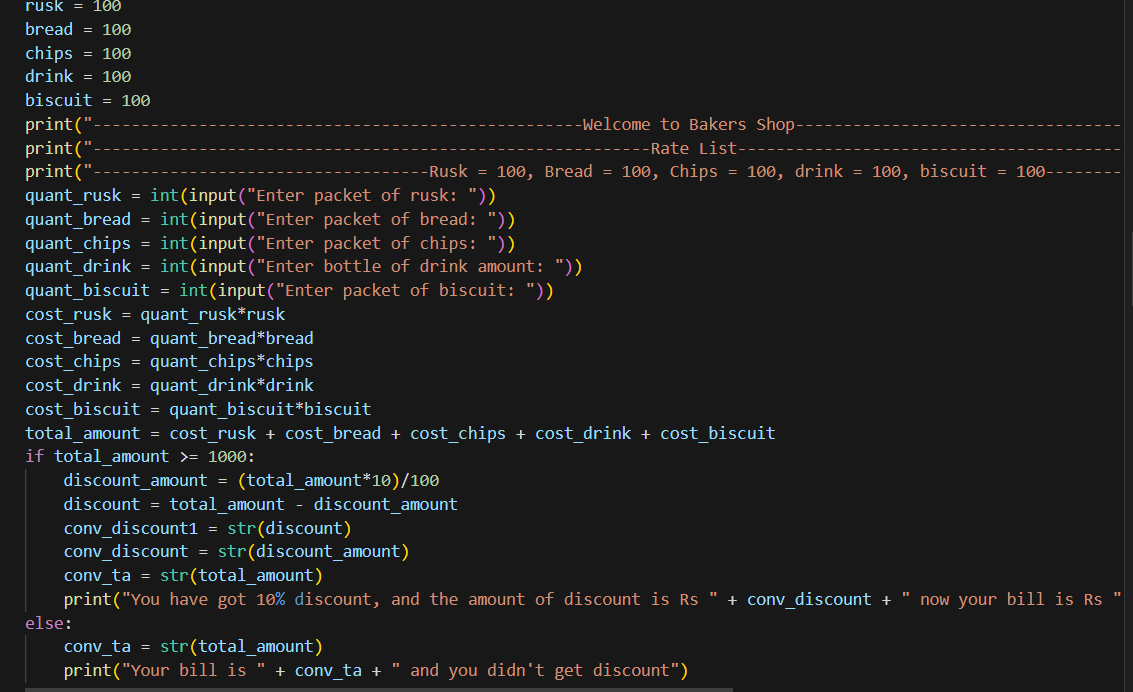 rusk = 100
bread = 100
chips = 100
drink = 100
biscuit = 100
print("---------------------------------------------------Welcome to Bakers Shop----------------------------------
print("----------------------------------------------------------Rate List----------------------------------------
print("-----------------------------------Rusk = 100, Bread = 100, Chips = 100, drink = 100, biscuit = 100--------
quant_rusk = int(input("Enter packet of rusk: "))
quant_bread = int(input("Enter packet of bread: "))
quant_chips = int(input("Enter packet of chips: "))
quant_drink = int(input("Enter bottle of drink amount: "))
quant_biscuit = int(input("Enter packet of biscuit: "))
cost_rusk = quant_rusk*rusk
cost_bread = quant_bread*bread
cost_chips = quant_chips*chips
cost_drink = quant_drink*drink
cost_biscuit = quant_biscuit*biscuit
total_amount = cost_rusk + cost_bread + cost_chips + cost_drink + cost_biscuit
if total_amount >= 1000:
    discount_amount = (total_amount*10)/100
    discount = total_amount - discount_amount
    conv_discount1 = str(discount)
    conv_discount = str(discount_amount)
    conv_ta = str(total_amount)
    print("You have got 10% discount, and the amount of discount is Rs " + conv_discount + " now your bill is Rs "
else:
    conv_ta = str(total_amount)
    print("Your bill is " + conv_ta + " and you didn't get discount")